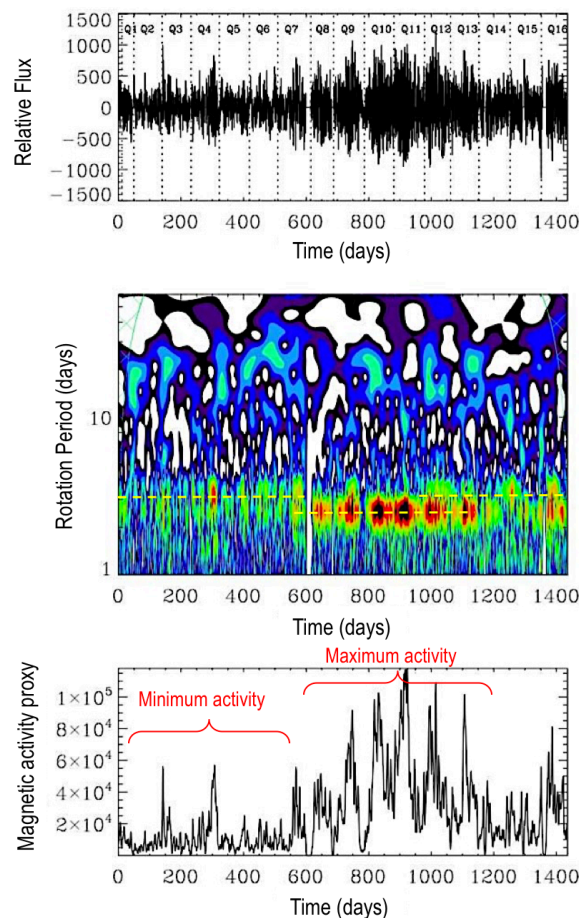 Q1 Q2 Q3 Q4 Q5 Q6 Q7 Q8 Q9 Q10 Q11 Q12 Q13 Q14 Q15 Q16
1500
1000
500
0
-500
-1000
-1500
Relative Flux
0 200 400 600 800 1000 1200 1400
Time (days)
10
1
Rotation Period (days)
0 200 400 600 800 1000 1200 1400
Time (days)
Maximum activity
Minimum activity
1×10⁵
8×10⁴
6×10⁴
4×10⁴
2×10⁴
Magnetic activity proxy
0 200 400 600 800 1000 1200 1400
Time (days)